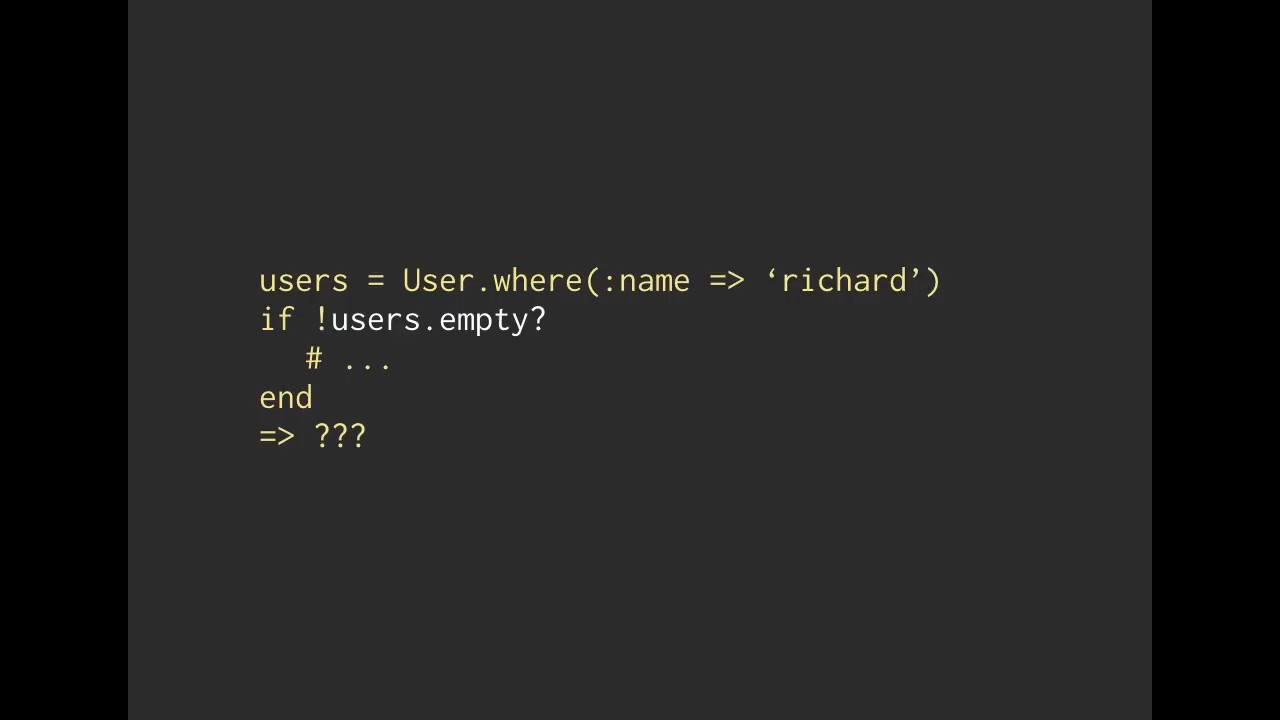 users = User.where(:name => ‘richard’)
if !users.empty?
# ...
end
=> ???